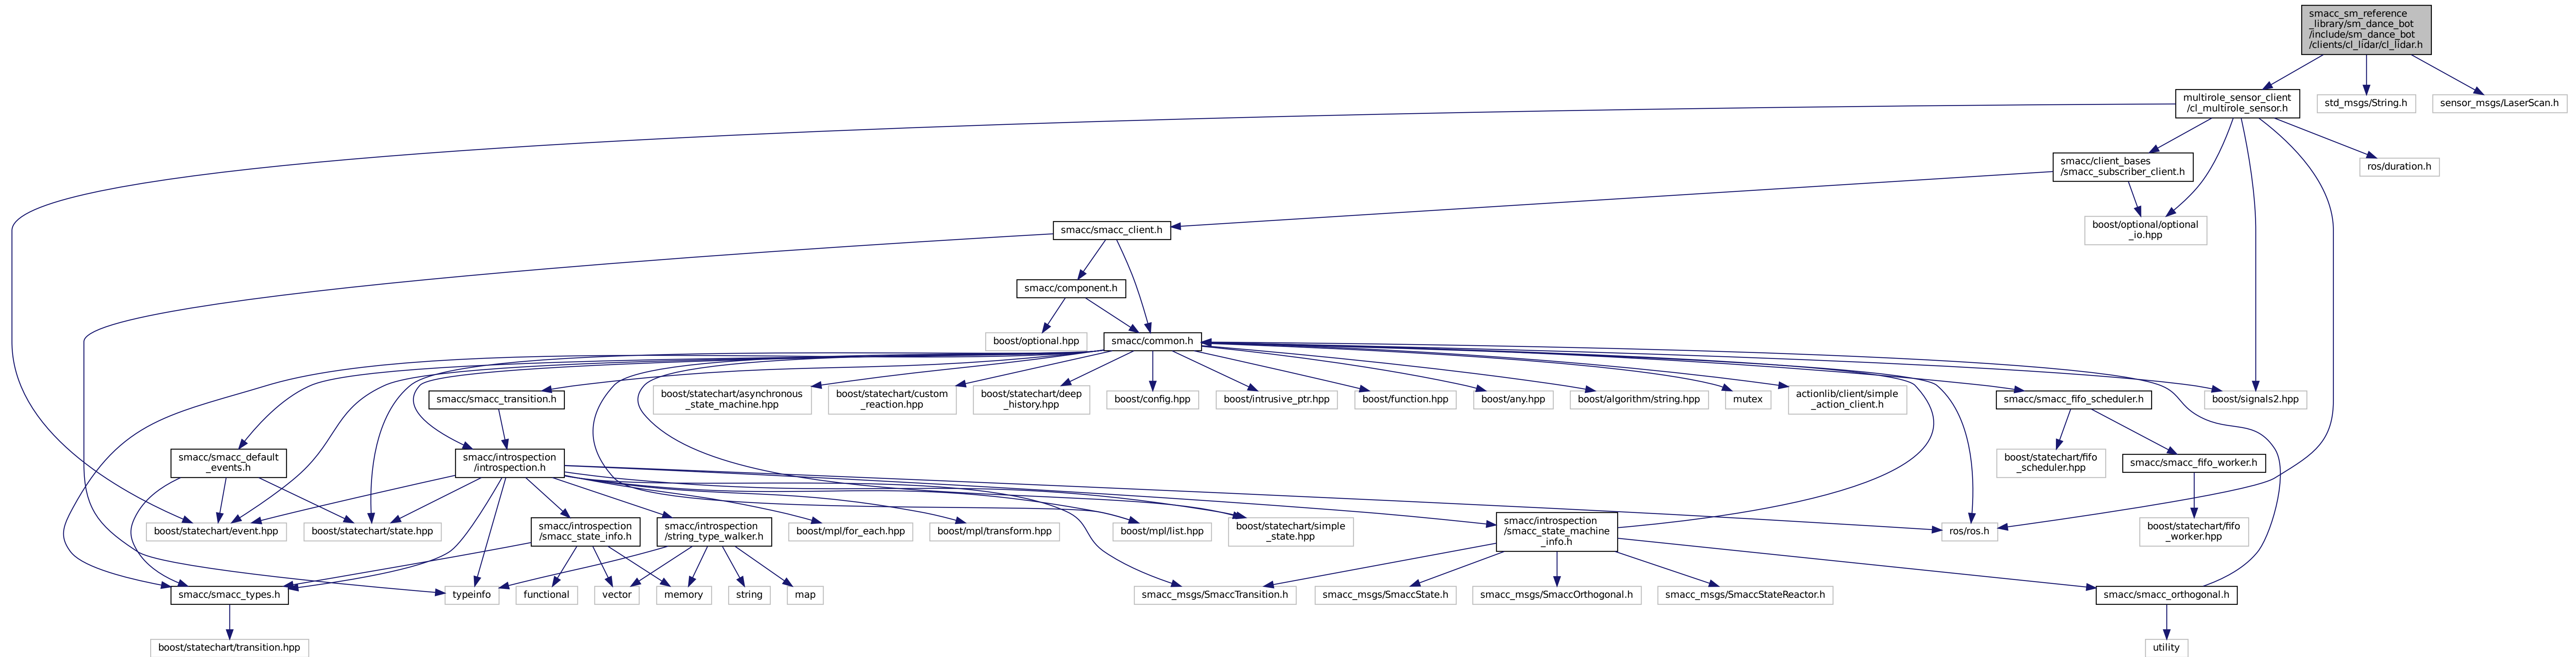 smacc_sm_reference
_library/sm_dance_bot
/include/sm_dance_bot
/clients/cl_lidar/cl_lidar.h
multirole_sensor_client
/cl_multirole_sensor.h
std_msgs/String.h
sensor_msgs/LaserScan.h
smacc/client_bases
/smacc_subscriber_client.h
ros/duration.h
smacc/smacc_client.h
boost/optional/optional
_io.hpp
smacc/component.h
boost/optional.hpp
smacc/common.h
smacc/smacc_transition.h
boost/statechart/asynchronous
_state_machine.hpp
boost/statechart/custom
_reaction.hpp
boost/statechart/deep
_history.hpp
boost/config.hpp
boost/intrusive_ptr.hpp
boost/function.hpp
boost/any.hpp
boost/algorithm/string.hpp
mutex
actionlib/client/simple
_action_client.h
smacc/smacc_fifo_scheduler.h
boost/signals2.hpp
smacc/smacc_default
_events.h
smacc/introspection
/introspection.h
boost/statechart/fifo
_scheduler.hpp
smacc/smacc_fifo_worker.h
boost/statechart/event.hpp
boost/statechart/state.hpp
smacc/introspection
/smacc_state_info.h
smacc/introspection
/string_type_walker.h
boost/mpl/for_each.hpp
boost/mpl/transform.hpp
boost/mpl/list.hpp
boost/statechart/simple
_state.hpp
smacc/introspection
/smacc_state_machine
_info.h
ros/ros.h
boost/statechart/fifo
_worker.hpp
smacc/smacc_types.h
typeinfo
functional
vector
memory
string
map
smacc_msgs/SmaccTransition.h
smacc_msgs/SmaccState.h
smacc_msgs/SmaccOrthogonal.h
smacc_msgs/SmaccStateReactor.h
smacc/smacc_orthogonal.h
boost/statechart/transition.hpp
utility